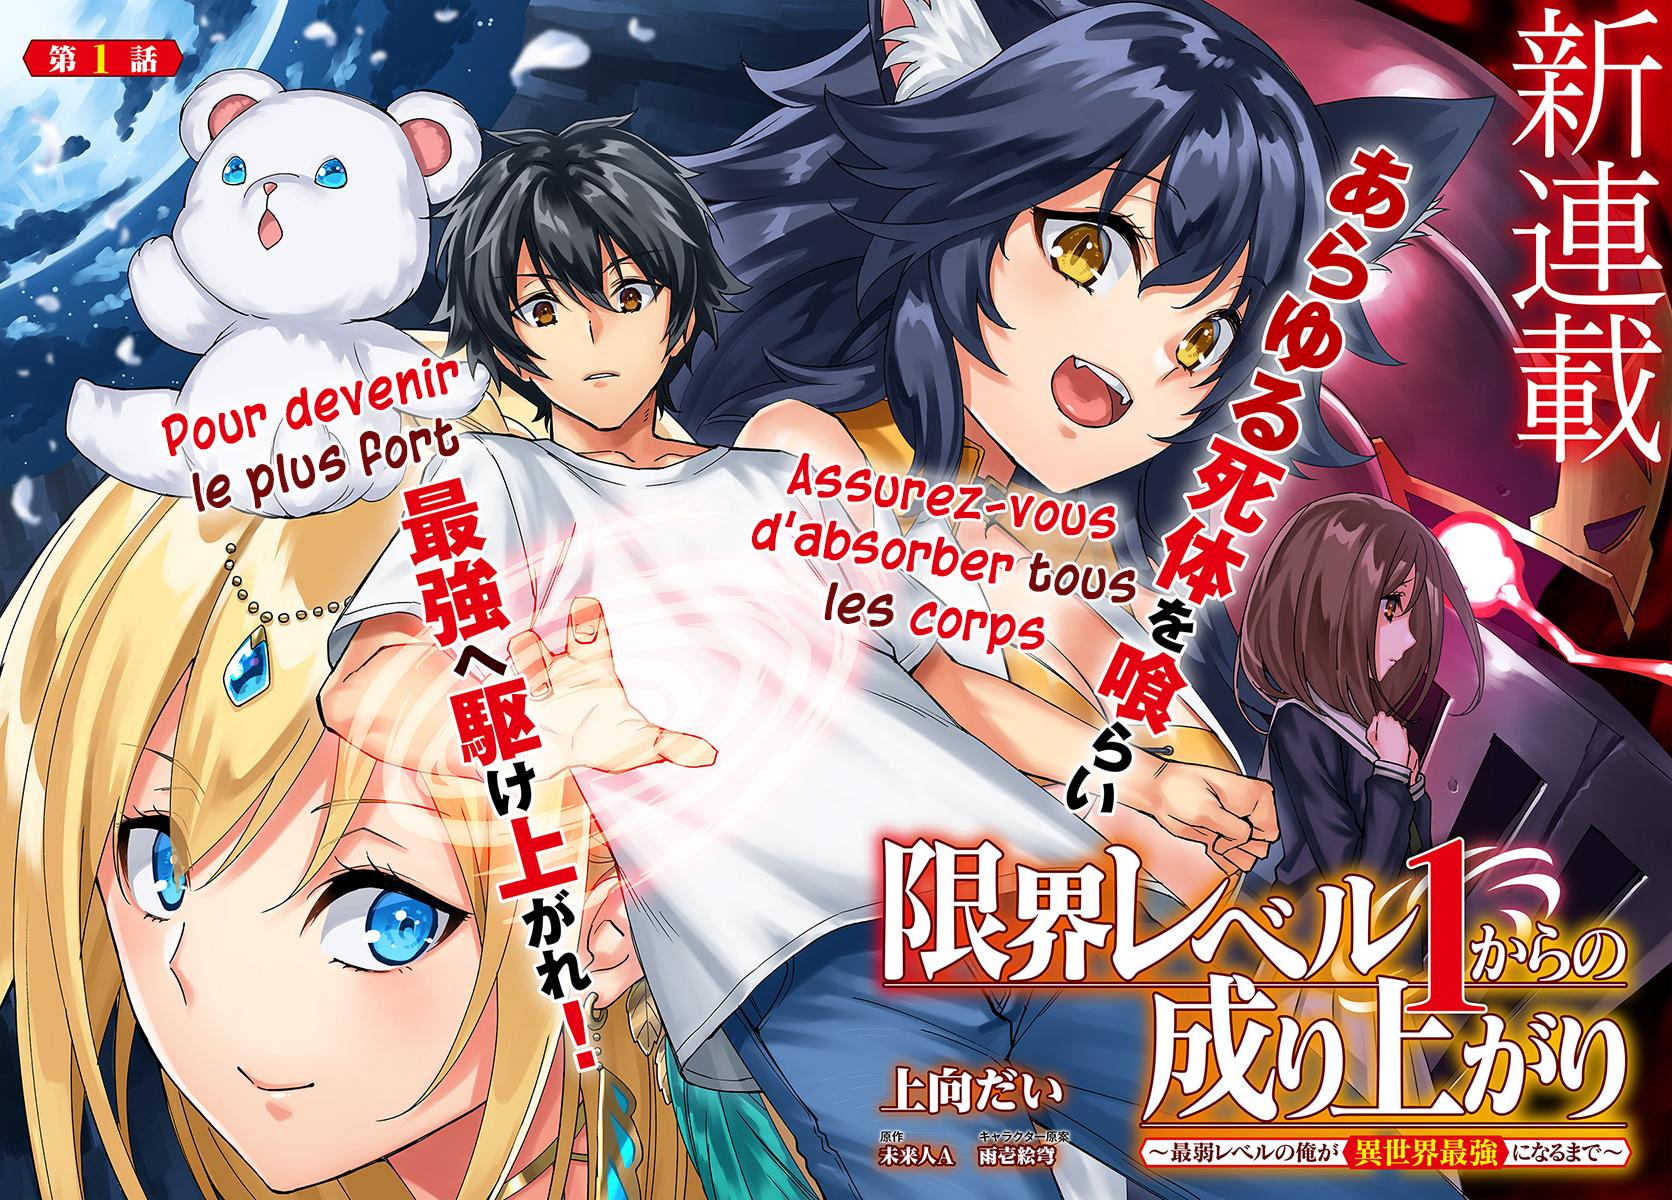 新連載
第1話
あらゆる死体を喰らい
Assurez-vous
d'absorber tous
les corps
最強へ駆け上がれ!
Pour devenir
le plus fort
限界レベル1からの
成り上がり
～最弱レベルの俺が異世界最強になるまで～
上向だい
原作
未来人A
キャラクター原案
雨壱絵穹